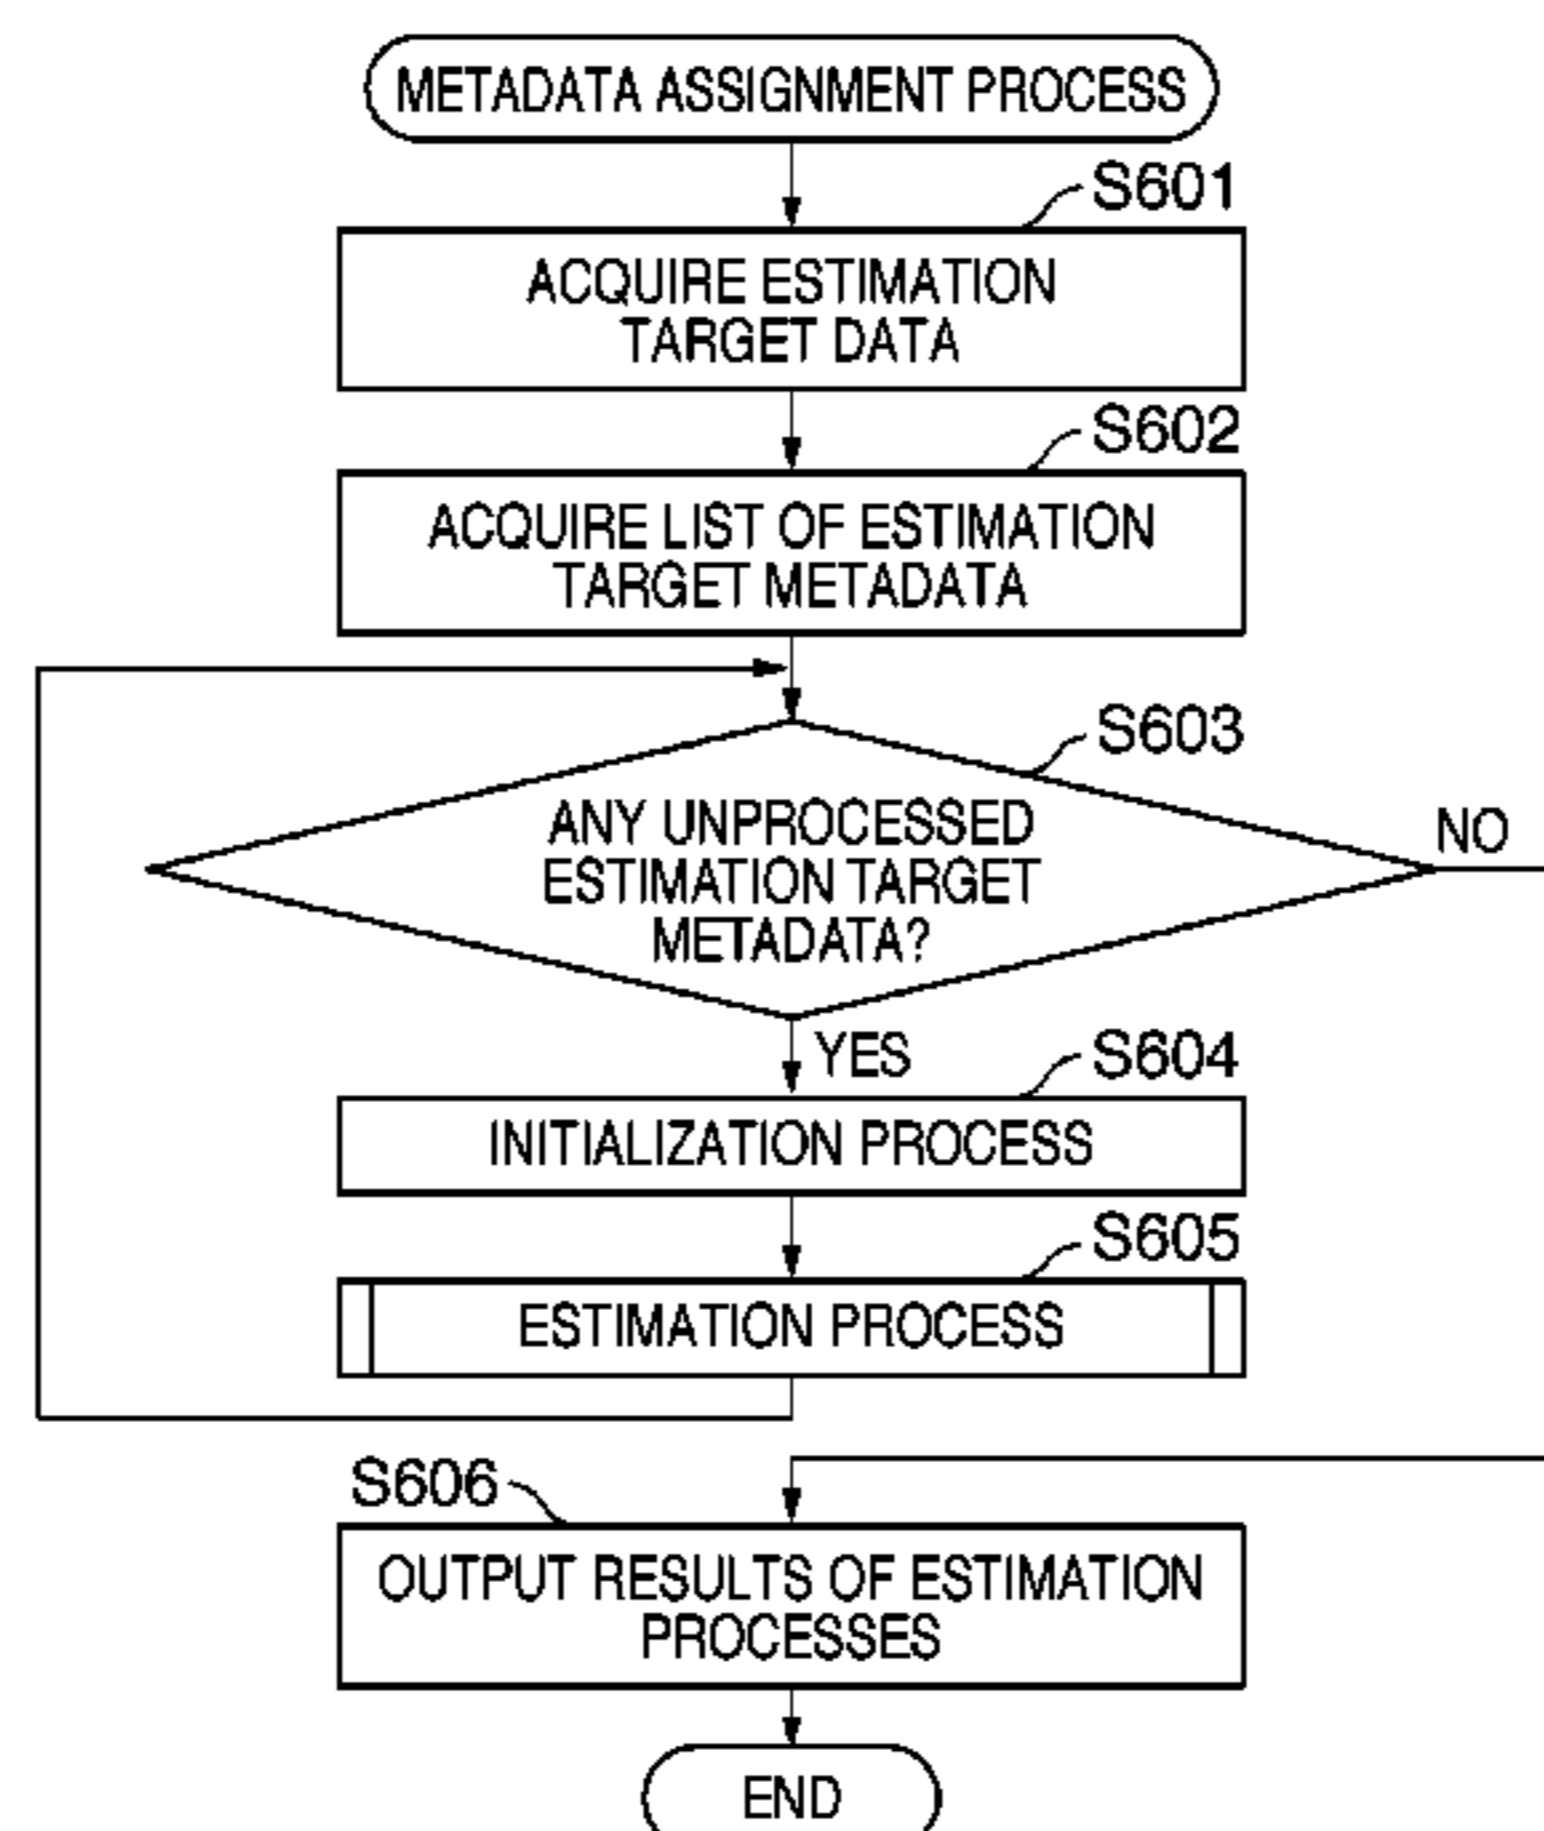 METADATA ASSIGNMENT PROCESS
S601
ACQUIRE ESTIMATION
TARGET DATA
S602
ACQUIRE LIST OF ESTIMATION
TARGET METADATA
S603
ANY UNPROCESSED
ESTIMATION TARGET
METADATA?
NO
YES
S604
INITIALIZATION PROCESS
S605
ESTIMATION PROCESS
S606
OUTPUT RESULTS OF ESTIMATION
PROCESSES
END